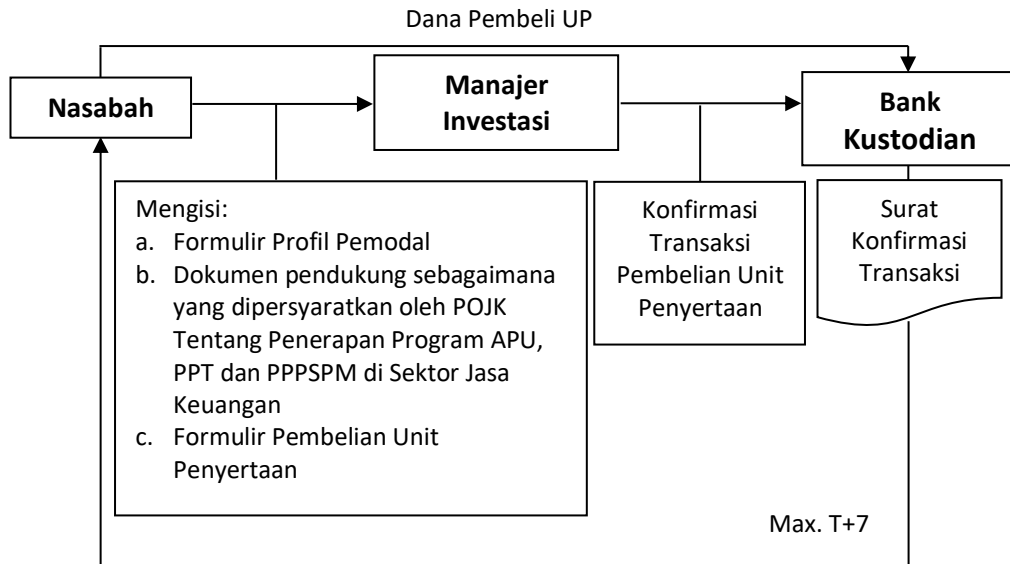 Dana Pembeli UP
Nasabah
Manajer
Investasi
Bank
Kustodian
Mengisi:
a. Formulir Profil Pemodal
b. Dokumen pendukung sebagaimana
yang dipersyaratkan oleh POJK
Tentang Penerapan Program APU,
PPT dan PPPSPM di Sektor Jasa
Keuangan
c. Formulir Pembelian Unit
Penyertaan
Konfirmasi
Transaksi
Pembelian Unit
Penyertaan
Surat
Konfirmasi
Transaksi
Max. T+7